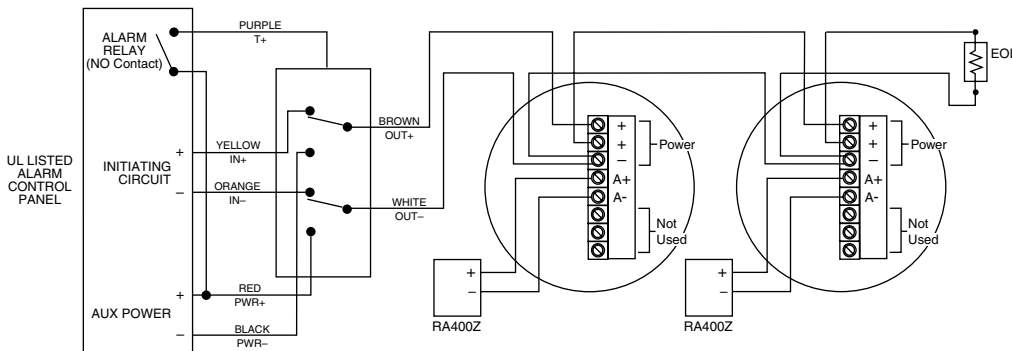 UL LISTED
ALARM
CONTROL
PANEL
ALARM
RELAY
(NO Contact)
INITIATING
CIRCUIT
+
−
AUX POWER
+
−
PURPLE
T+
YELLOW
IN+
ORANGE
IN–
RED
PWR+
BLACK
PWR–
BROWN
OUT+
WHITE
OUT–
+
+
−
A+
A-
Power
Not
Used
+
−
RA400Z
+
+
−
A+
A-
Power
Not
Used
+
−
RA400Z